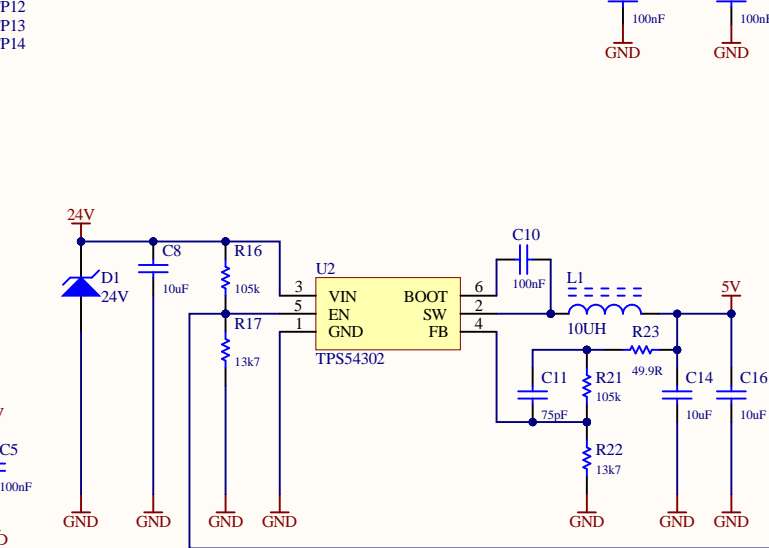 P12
P13
P14
100nF
100nF
GND
GND
24V
C8
10uF
D1
24V
R16
105k
R17
13k7
U2
3
5
1
VIN
EN
GND
BOOT
SW
FB
6
2
4
TPS54302
C10
100nF
L1
10UH
5V
R23
49.9R
C11
75pF
R21
105k
R22
13k7
C14
10uF
C16
10uF
C5
100nF
GND
GND
GND
GND
GND
GND
GND